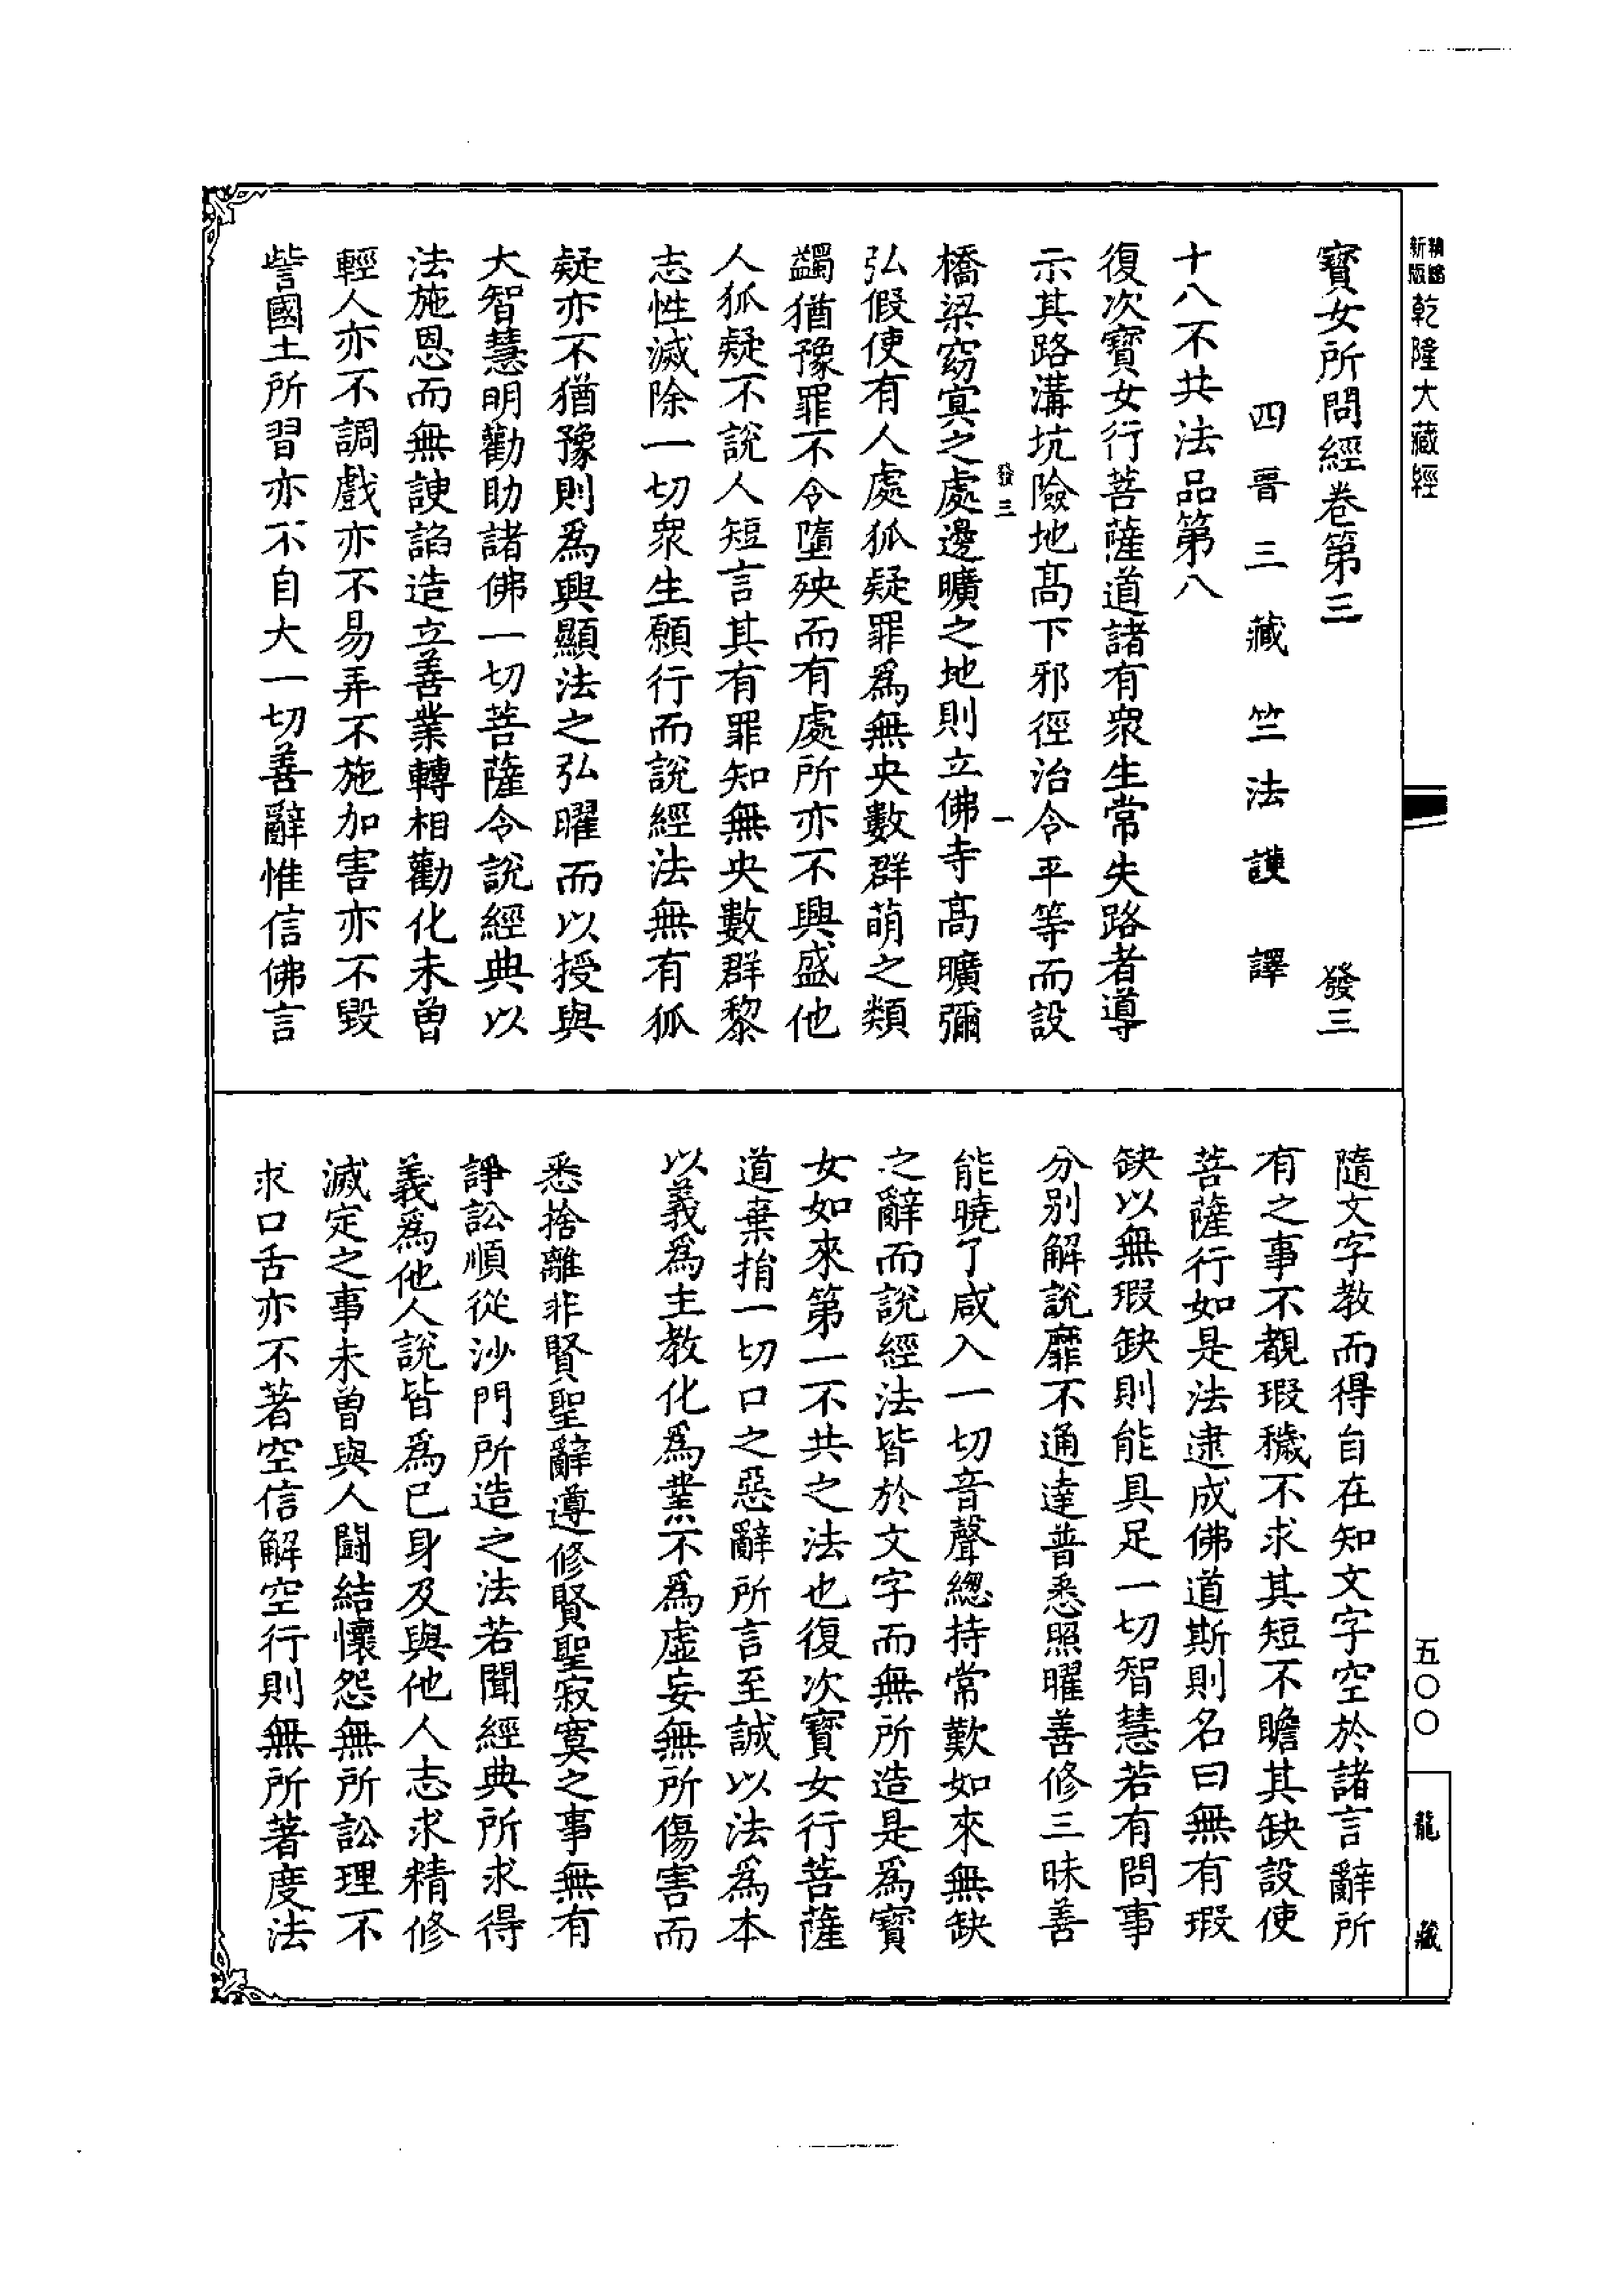 新版
精縮
乾隆大藏經
寶女所問經卷第三 發三
四晉三藏竺法護譯
十八不共法品第八
復次寶女行菩薩道諸有衆生常失路者導
示其路溝坑險地高下邪徑治令平等而設
發三 一
橋梁窈冥之處邊曠之地則立佛寺高曠彌
弘假使有人處狐疑罪爲無央數群萌之類
蠲猶豫罪不令墮殃而有處所亦不興盛他
人狐疑不說人短言其有罪知無央數群黎
志性滅除一切衆生願行而說經法無有狐
疑亦不猶豫則爲興顯法之弘曜而以授與
大智慧明勸助諸佛一切菩薩令說經典以
法施恩而無諛諂造立善業轉相勸化未曾
輕人亦不調戲亦不易弄不施加害亦不毀
訾國土所習亦不自大一切善辭惟信佛言
隨文字教而得自在知文字空於諸言辭所
有之事不覩瑕穢不求其短不瞻其缺設使
菩薩行如是法逮成佛道斯則名曰無有瑕
缺以無瑕缺則能具足一切智慧若有問事
分別解說靡不通達普悉照曜善修三昧善
能曉了咸入一切音聲總持常歎如來無缺
之辭而說經法皆於文字而無所造是爲寶
女如來第一不共之法也復次寶女行菩薩
道棄捐一切口之惡辭所言至誠以法爲本
以義爲主教化爲業不爲虛妄無所傷害而
悉捨離非賢聖辭遵修賢聖寂寞之事無有
諍訟順從沙門所造之法若聞經典所求得
義爲他人說皆爲已身及與他人志求精修
滅定之事未曾與人鬪結懷怨無所訟理不
求口舌亦不著空信解空行則無所著度法
五〇〇
龍藏